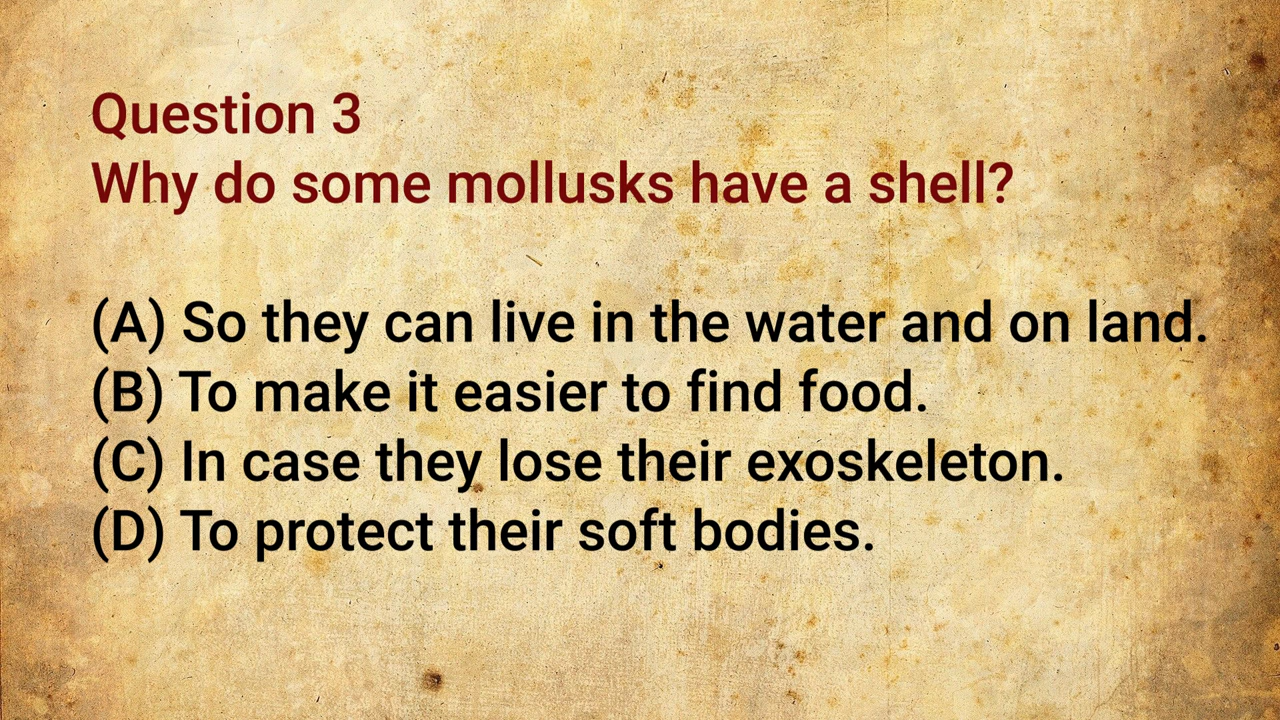 Question 3
Why do some mollusks have a shell?
(A) So they can live in the water and on land.
(B) To make it easier to find food.
(C) In case they lose their exoskeleton.
(D) To protect their soft bodies.